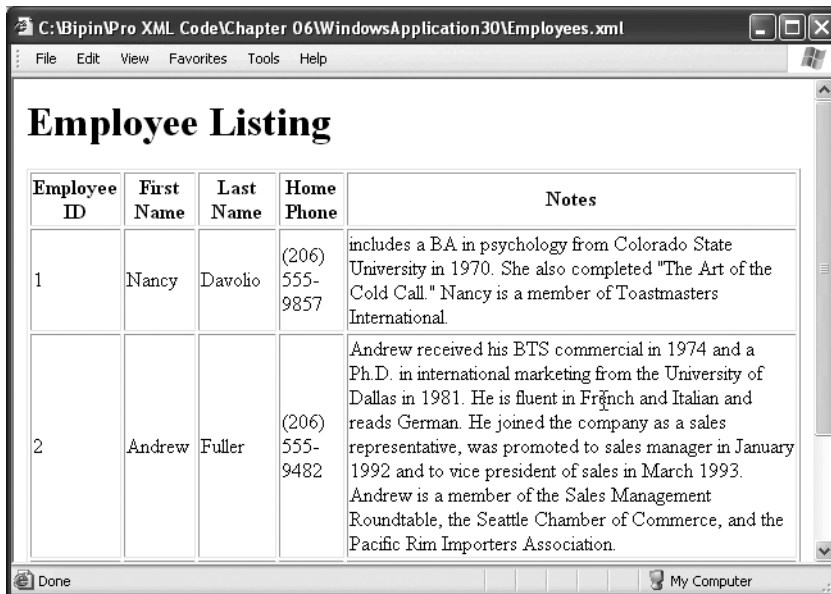 C:\Bipin\Pro XML Code\Chapter 06\WindowsApplication30\Employees.xml
File Edit View Favorites Tools Help
Employee Listing
Employee
ID
First
Name
Last
Name
Home
Phone
Notes
1
Nancy
Davolio
(206)
555-
9857
includes a BA in psychology from Colorado State
University in 1970. She also completed "The Art of the
Cold Call." Nancy is a member of Toastmasters
International.
2
Andrew
Fuller
(206)
555-
9482
Andrew received his BTS commercial in 1974 and a
Ph.D. in international marketing from the University of
Dallas in 1981. He is fluent in French and Italian and
reads German. He joined the company as a sales
representative, was promoted to sales manager in January
1992 and to vice president of sales in March 1993.
Andrew is a member of the Sales Management
Roundtable, the Seattle Chamber of Commerce, and the
Pacific Rim Importers Association.
Done
My Computer